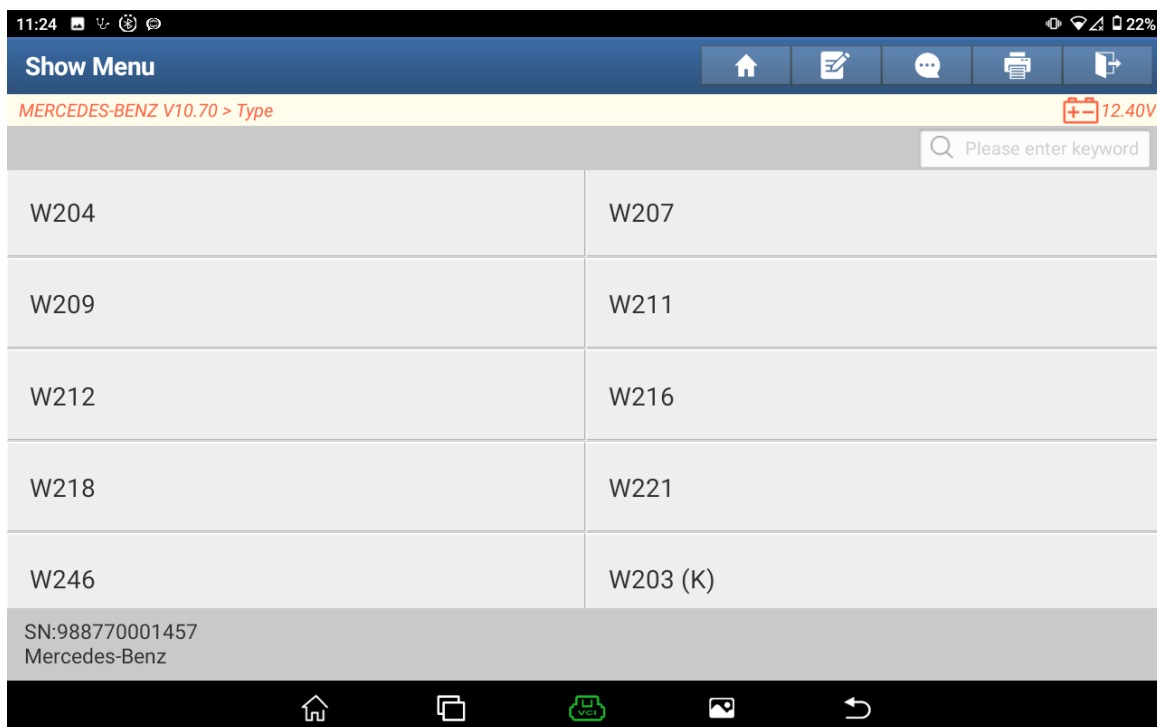 11:24
22%
Show Menu
MERCEDES-BENZ V10.70 > Type
12.40V
Please enter keyword
W204
W207
W209
W211
W212
W216
W218
W221
W246
W203 (K)
SN:988770001457
Mercedes-Benz
VCI